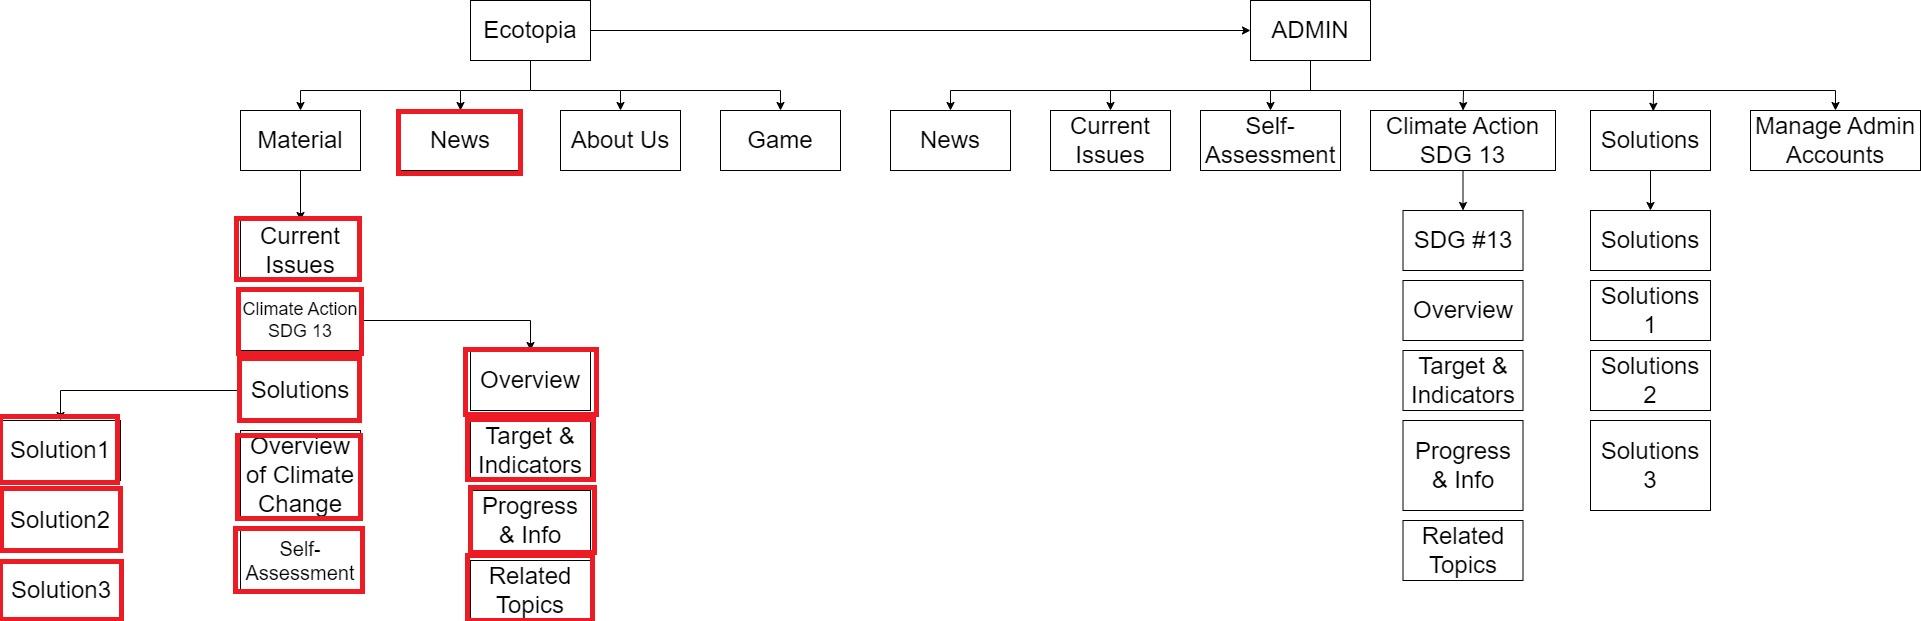 Ecotopia
ADMIN
Material
News
About Us
Game
News
Current
Issues
Self-
Assessment
Climate Action
SDG 13
Solutions
Manage Admin
Accounts
Current
Issues
Climate Action
SDG 13
Solutions
Overview
of Climate
Change
Self-
Assessment
Solution1
Solution2
Solution3
Overview
Target &
Indicators
Progress
& Info
Related
Topics
SDG #13
Overview
Target &
Indicators
Progress
& Info
Related
Topics
Solutions
Solutions
1
Solutions
2
Solutions
3